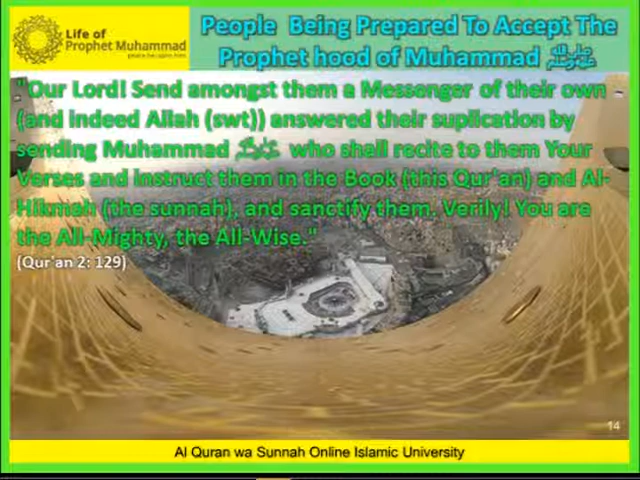 Life of
Prophet Muhammad
peace be upon him
People Being Prepared To Accept The
Prophet hood of Muhammad ﷺ
"Our Lord! Send amongst them a Messenger of their own
(and indeed Allah (swt)) answered their suplication by
sending Muhammad ﷺ who shall recite to them Your
Verses and instruct them in the Book (this Qur'an) and Al-
Hikmah (the sunnah), and sanctify them. Verily! You are
the All-Mighty, the All-Wise."
(Qur'an 2: 129)
14
Al Quran wa Sunnah Online Islamic University